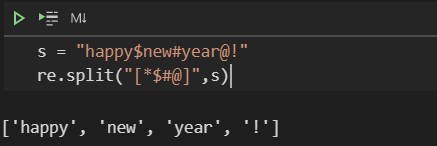 M↓
s = "happy$new#year@!"
re.split("[*$#@]",s)
['happy', 'new', 'year', '!']